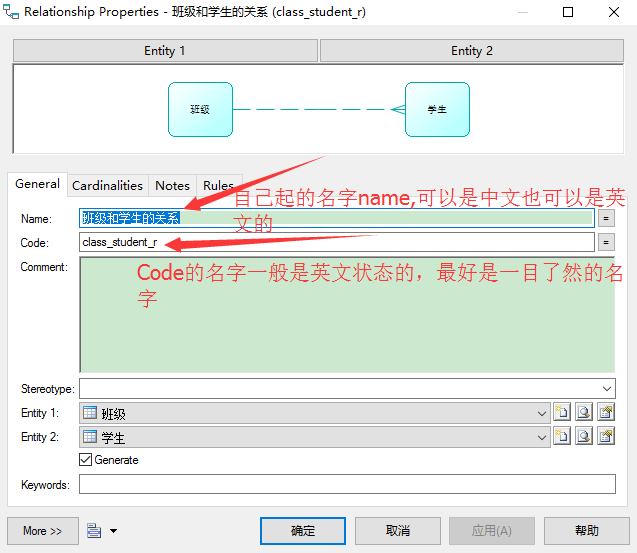 Relationship Properties - 班级和学生的关系 (class_student_r)
Entity 1
Entity 2
班级
学生
General
Cardinalities
Notes
Rules
自己起的名字name,可以是中文也可以是英
文的
Name:
班级和学生的关系
=
Code:
class_student_r
=
Comment:
Code的名字一般是英文状态的，最好是一目了然的名
字
Stereotype:
Entity 1:
班级
Entity 2:
学生
Generate
Keywords:
More >>
确定
取消
应用(A)
帮助